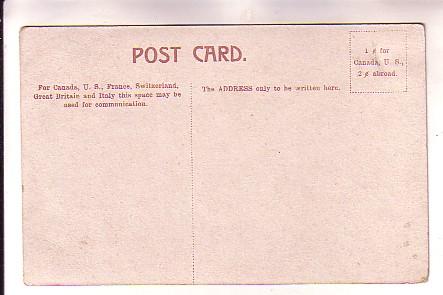 POST CARD.
1 ¢ for
Canada, U. S.,
2 ¢ abroad.
For Canada, U. S., France, Switzerland,
Great Britain and Italy this space may be
used for communication.
The ADDRESS only to be written here.